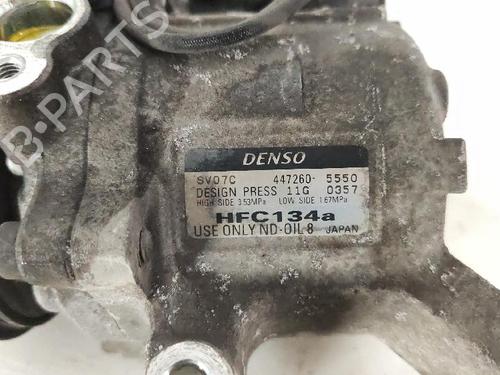 B-PARTS
DENSO
SV07C 447260- 5550
DESIGN PRESS 11G 0357
HIGH SIDE 3.53MPa LOW SIDE 1.67MPa
HFC134a
USE ONLY ND-OIL 8 JAPAN